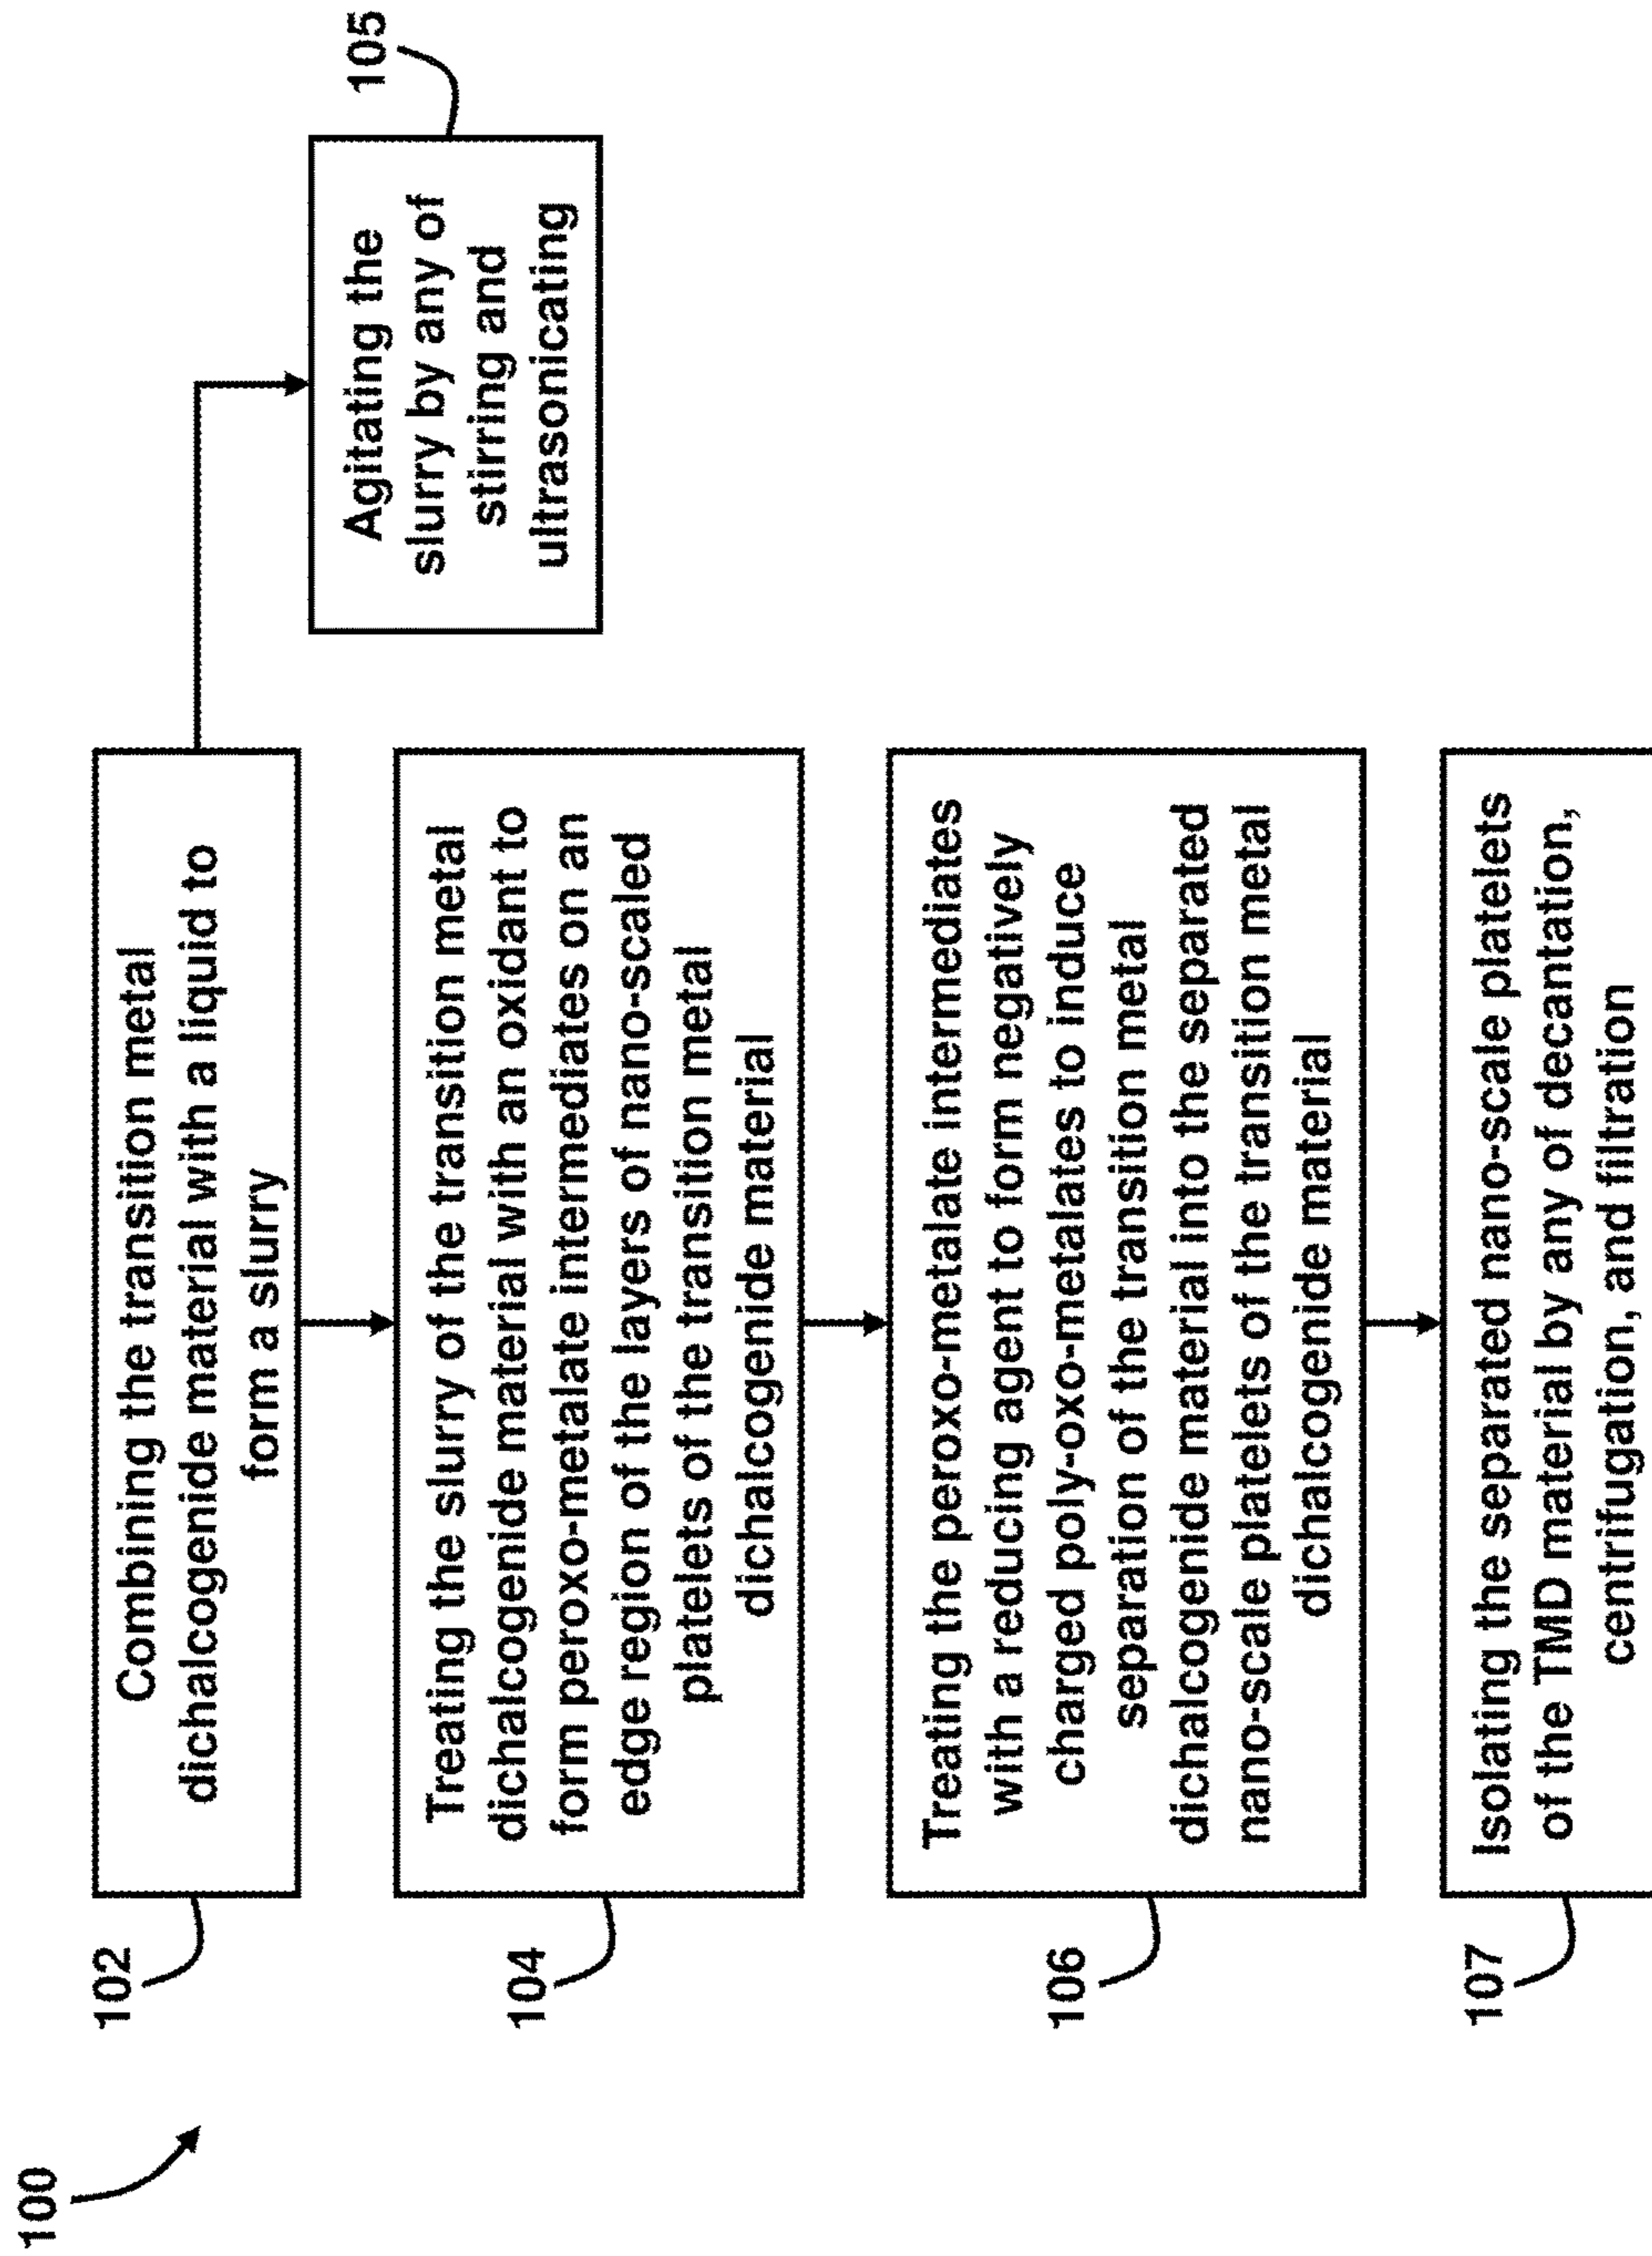 100
102
Combining the transition metal
dichalcogenide material with a liquid to
form a slurry
105
Agitating the
slurry by any of
stirring and
ultrasonicating
104
Treating the slurry of the transition metal
dichalcogenide material with an oxidant to
form peroxo-metalate intermediates on an
edge region of the layers of nano-scaled
platelets of the transition metal
dichalcogenide material
106
Treating the peroxo-metalate intermediates
with a reducing agent to form negatively
charged poly-oxo-metalates to induce
separation of the transition metal
dichalcogenide material into the separated
nano-scale platelets of the transition metal
dichalcogenide material
107
Isolating the separated nano-scale platelets
of the TMD material by any of decantation,
centrifugation, and filtration